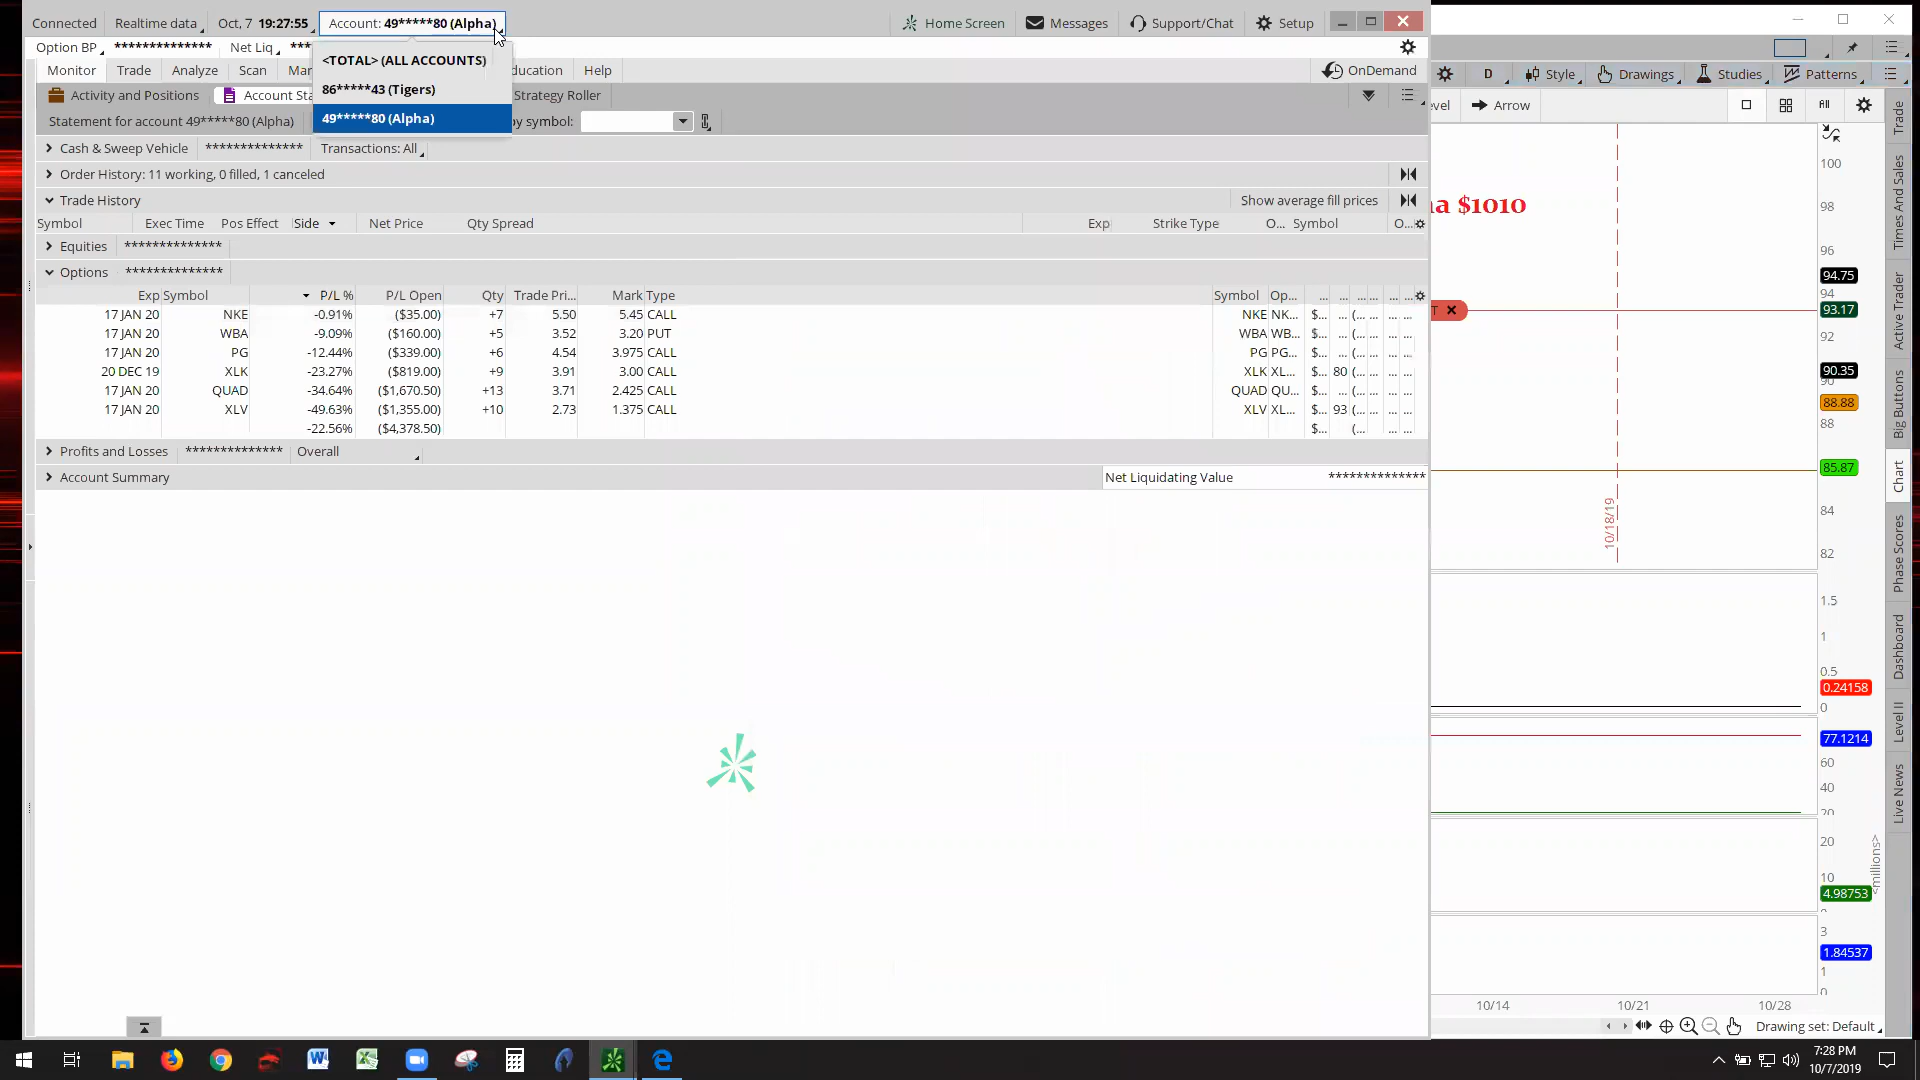 Connected Realtime data Oct, 7 19:27:55 Account: 49*****80 (Alpha) Home Screen Messages Support/Chat Setup
Option BP ************** Net Liq ***
<TOTAL> (ALL ACCOUNTS)
86*****43 (Tigers)
49*****80 (Alpha)
Monitor Trade Analyze Scan Mar ducation Help OnDemand
Activity and Positions Account Sta Strategy Roller
Statement for account 49*****80 (Alpha) by symbol:
Cash & Sweep Vehicle ************** Transactions: All
Order History: 11 working, 0 filled, 1 canceled
Trade History Show average fill prices
Symbol Exec Time Pos Effect Side Net Price Qty Spread Exp Strike Type O... Symbol O...
Equities **************
Options **************
Exp Symbol P/L % P/L Open Qty Trade Pri... Mark Type Symbol Op... ... ... ... ... ... ...
17 JAN 20 NKE -0.91% ($35.00) +7 5.50 5.45 CALL NKE NK... $... ... (... ... ... ...
17 JAN 20 WBA -9.09% ($160.00) +5 3.52 3.20 PUT WBA WB... $... ... (... ... ... ...
17 JAN 20 PG -12.44% ($339.00) +6 4.54 3.975 CALL PG PG... $... ... (... ... ... ...
20 DEC 19 XLK -23.27% ($819.00) +9 3.91 3.00 CALL XLK XL... $... 80 (... ... ... ...
17 JAN 20 QUAD -34.64% ($1,670.50) +13 3.71 2.425 CALL QUAD QU... $... ... (... ... ... ...
17 JAN 20 XLV -49.63% ($1,355.00) +10 2.73 1.375 CALL XLV XL... $... 93 (... ... ... ...
-22.56% ($4,378.50) $... (... ... ...
Profits and Losses ************** Overall
Account Summary Net Liquidating Value **************
D Style Drawings Studies Patterns
evel Arrow All
a $1010
T
10/18/19
100
98
96
94.75
94
93.17
92
90.35
90
88.88
88
85.87
84
82
1.5
1
0.5
0.24158
0
77.1214
60
40
20
20
10
4.98753
<millions>
3
1.84537
1
0
10/14 10/21 10/28
Drawing set: Default
Trade
Times And Sales
Active Trader
Big Buttons
Chart
Phase Scores
Dashboard
Level II
Live News
7:28 PM
10/7/2019